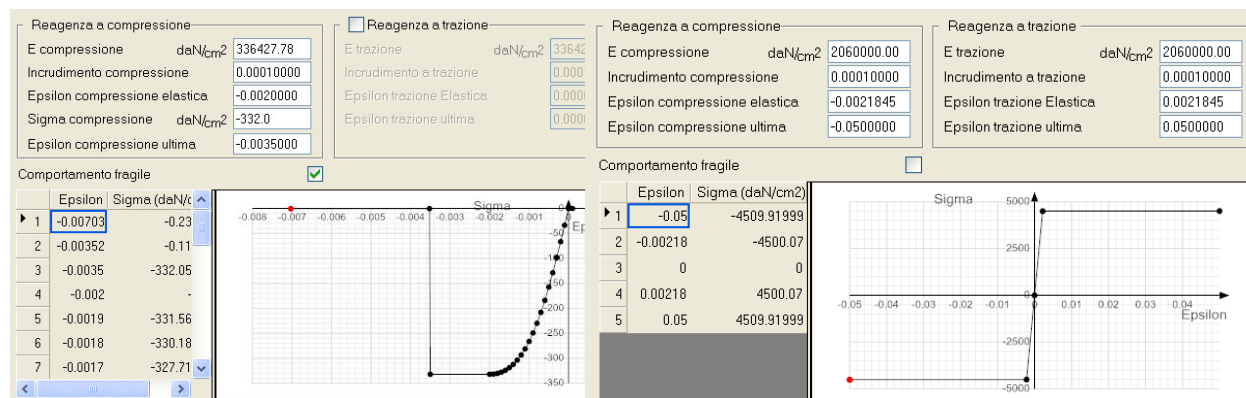 Reagenza a compressione
E compressione daN/cm2 336427.78
Incrudimento compressione 0.00010000
Epsilon compressione elastica -0.0020000
Sigma compressione daN/cm2 -332.0
Epsilon compressione ultima -0.0035000
Reagenza a trazione
E trazione daN/cm2 33642
Incrudimento a trazione 0.000
Epsilon trazione Elastica 0.000
Epsilon trazione ultima 0.000
Comportamento fragile
Epsilon Sigma (daN/c
1 -0.00703 -0.23
2 -0.00352 -0.11
3 -0.0035 -332.05
4 -0.002 -
5 -0.0019 -331.56
6 -0.0018 -330.18
7 -0.0017 -327.71
Sigma
-0.008 -0.007 -0.006 -0.005 -0.004 -0.003 -0.002 -0.001 0
Ep
-50
-100
-150
-200
-250
-300
-350
Reagenza a compressione
E compressione daN/cm2 2060000.00
Incrudimento compressione 0.00010000
Epsilon compressione elastica -0.0021845
Epsilon compressione ultima -0.0500000
Reagenza a trazione
E trazione daN/cm2 2060000.00
Incrudimento a trazione 0.00010000
Epsilon trazione Elastica 0.0021845
Epsilon trazione ultima 0.0500000
Comportamento fragile
Epsilon Sigma (daN/cm2)
1 -0.05 -4509.91999
2 -0.00218 -4500.07
3 0 0
4 0.00218 4500.07
5 0.05 4509.91999
Sigma
5000
2500
0
-0.05 -0.04 -0.03 -0.02 -0.01 0.01 0.02 0.03 0.04
Epsilon
-2500
-5000